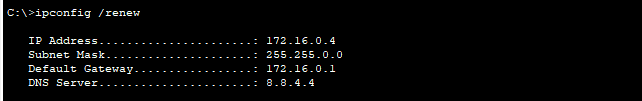 C:\>ipconfig /renew
IP Address......................: 172.16.0.4
Subnet Mask.....................: 255.255.0.0
Default Gateway.................: 172.16.0.1
DNS Server......................: 8.8.4.4